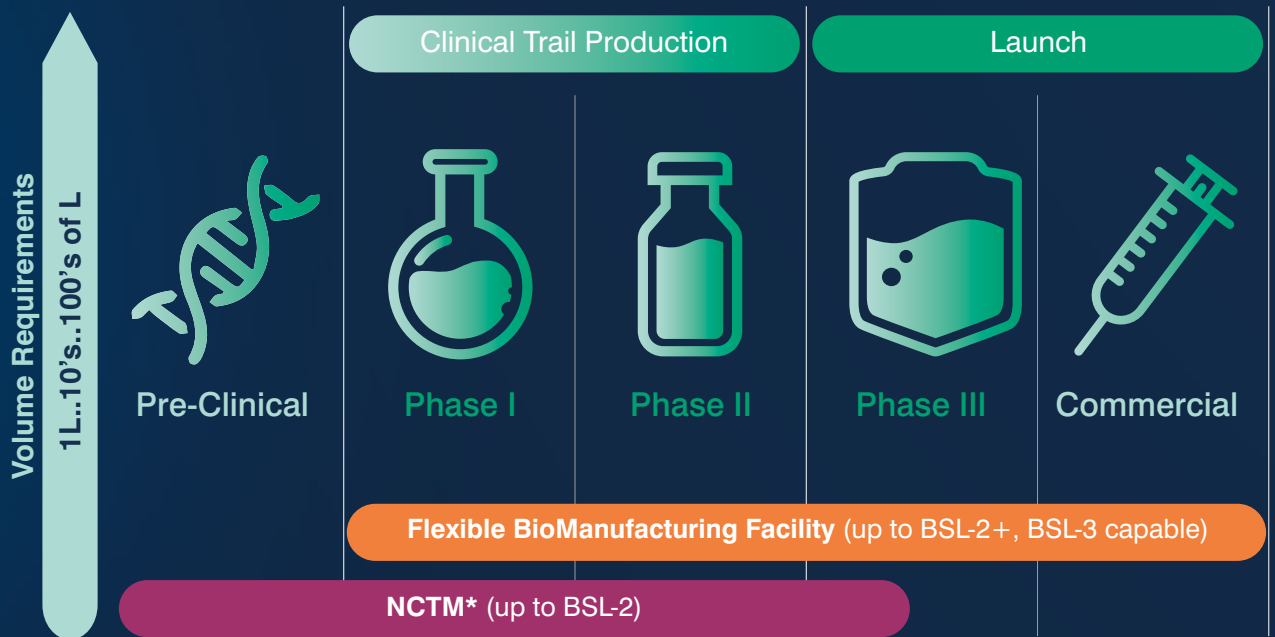 Volume Requirements
1L..10's..100's of L
Clinical Trail Production
Launch
Pre-Clinical
Phase I
Phase II
Phase III
Commercial
Flexible BioManufacturing Facility (up to BSL-2+, BSL-3 capable)
NCTM* (up to BSL-2)